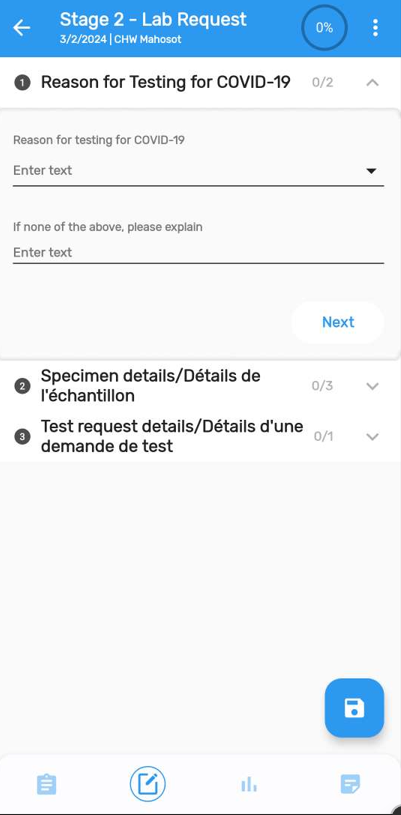 Stage 2 - Lab Request
3/2/2024 | CHW Mahosot
0%
1 Reason for Testing for COVID-19 0/2
Reason for testing for COVID-19
Enter text
If none of the above, please explain
Enter text
Next
2 Specimen details/Détails de
l'échantillon 0/3
3 Test request details/Détails d'une
demande de test 0/1